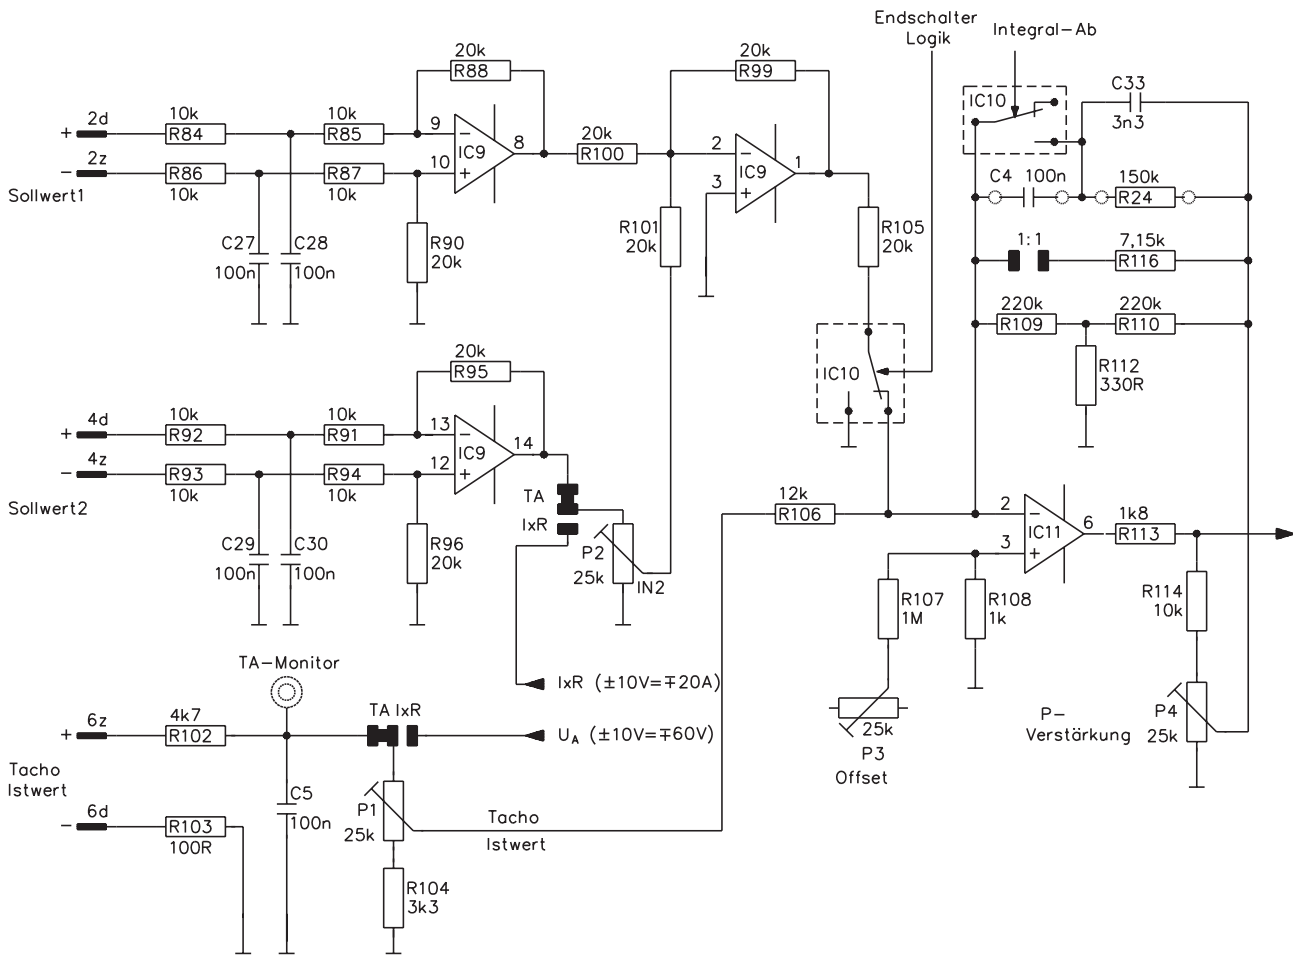 Endschalter
Logik
Integral-Ab
20k
R88
20k
R99
IC10
C33
3n3
+
2d
10k
R84
10k
R85
9
−
8
IC9
10
+
−
2z
R86
10k
R87
10k
Sollwert1
20k
R100
2
−
1
IC9
3
+
C4
100n
150k
R24
R101
20k
R105
20k
C27
100n
C28
100n
R90
20k
1:1
7,15k
R116
220k
R109
220k
R110
R112
330R
IC10
20k
R95
+
4d
10k
R92
10k
R91
13
−
14
IC9
12
+
−
4z
R93
10k
R94
10k
Sollwert2
TA
IxR
P2
25k
IN2
12k
R106
2
−
6
IC11
3
+
1k8
R113
C29
100n
C30
100n
R96
20k
R107
1M
R108
1k
R114
10k
TA-Monitor
IxR (±10V=∓20A)
+
6z
4k7
R102
TA IxR
UA (±10V=∓60V)
Tacho
Istwert
−
6d
R103
100R
C5
100n
P1
25k
Tacho
Istwert
R104
3k3
25k
P3
Offset
P-
Verstärkung
P4
25k